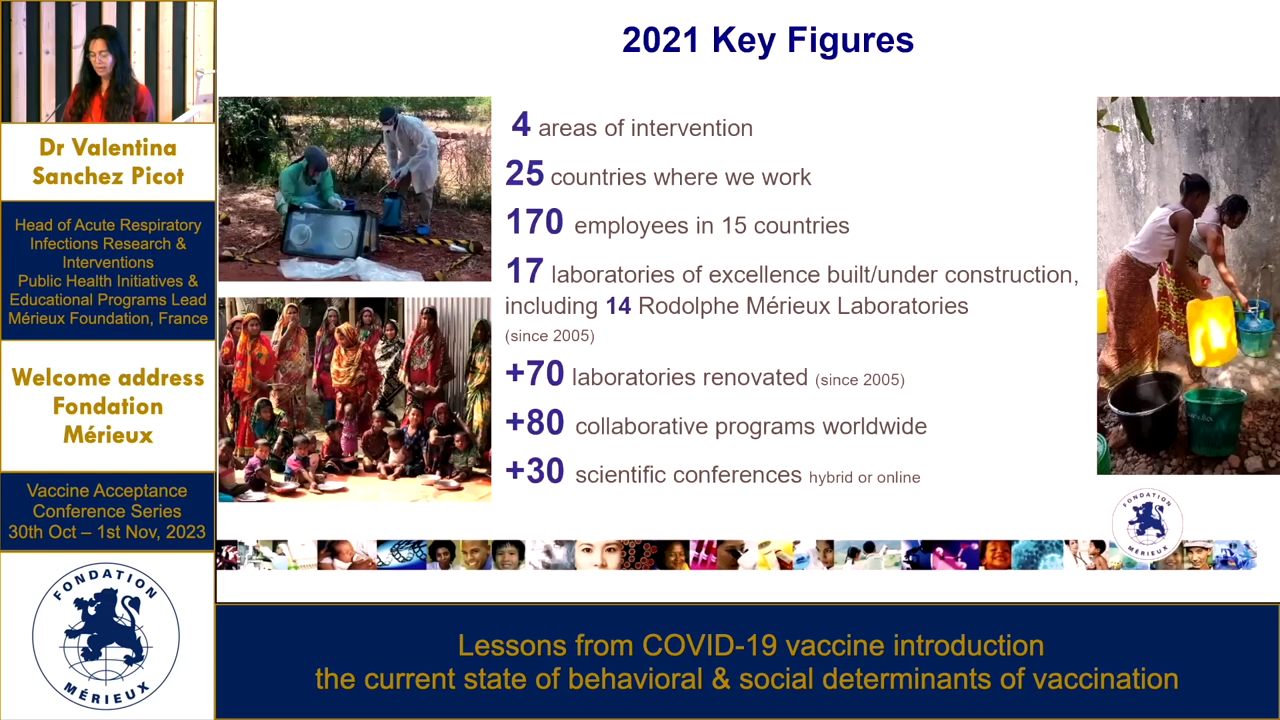 Dr Valentina
Sanchez Picot
Head of Acute Respiratory
Infections Research &
Interventions
Public Health Initiatives &
Educational Programs Lead
Mérieux Foundation, France
Welcome address
Fondation
Mérieux
Vaccine Acceptance
Conference Series
30th Oct – 1st Nov, 2023
FONDATION
MÉRIEUX
2021 Key Figures
4 areas of intervention
25 countries where we work
170 employees in 15 countries
17 laboratories of excellence built/under construction,
including 14 Rodolphe Mérieux Laboratories
(since 2005)
+70 laboratories renovated (since 2005)
+80 collaborative programs worldwide
+30 scientific conferences hybrid or online
FONDATION
MÉRIEUX
Lessons from COVID-19 vaccine introduction
the current state of behavioral & social determinants of vaccination